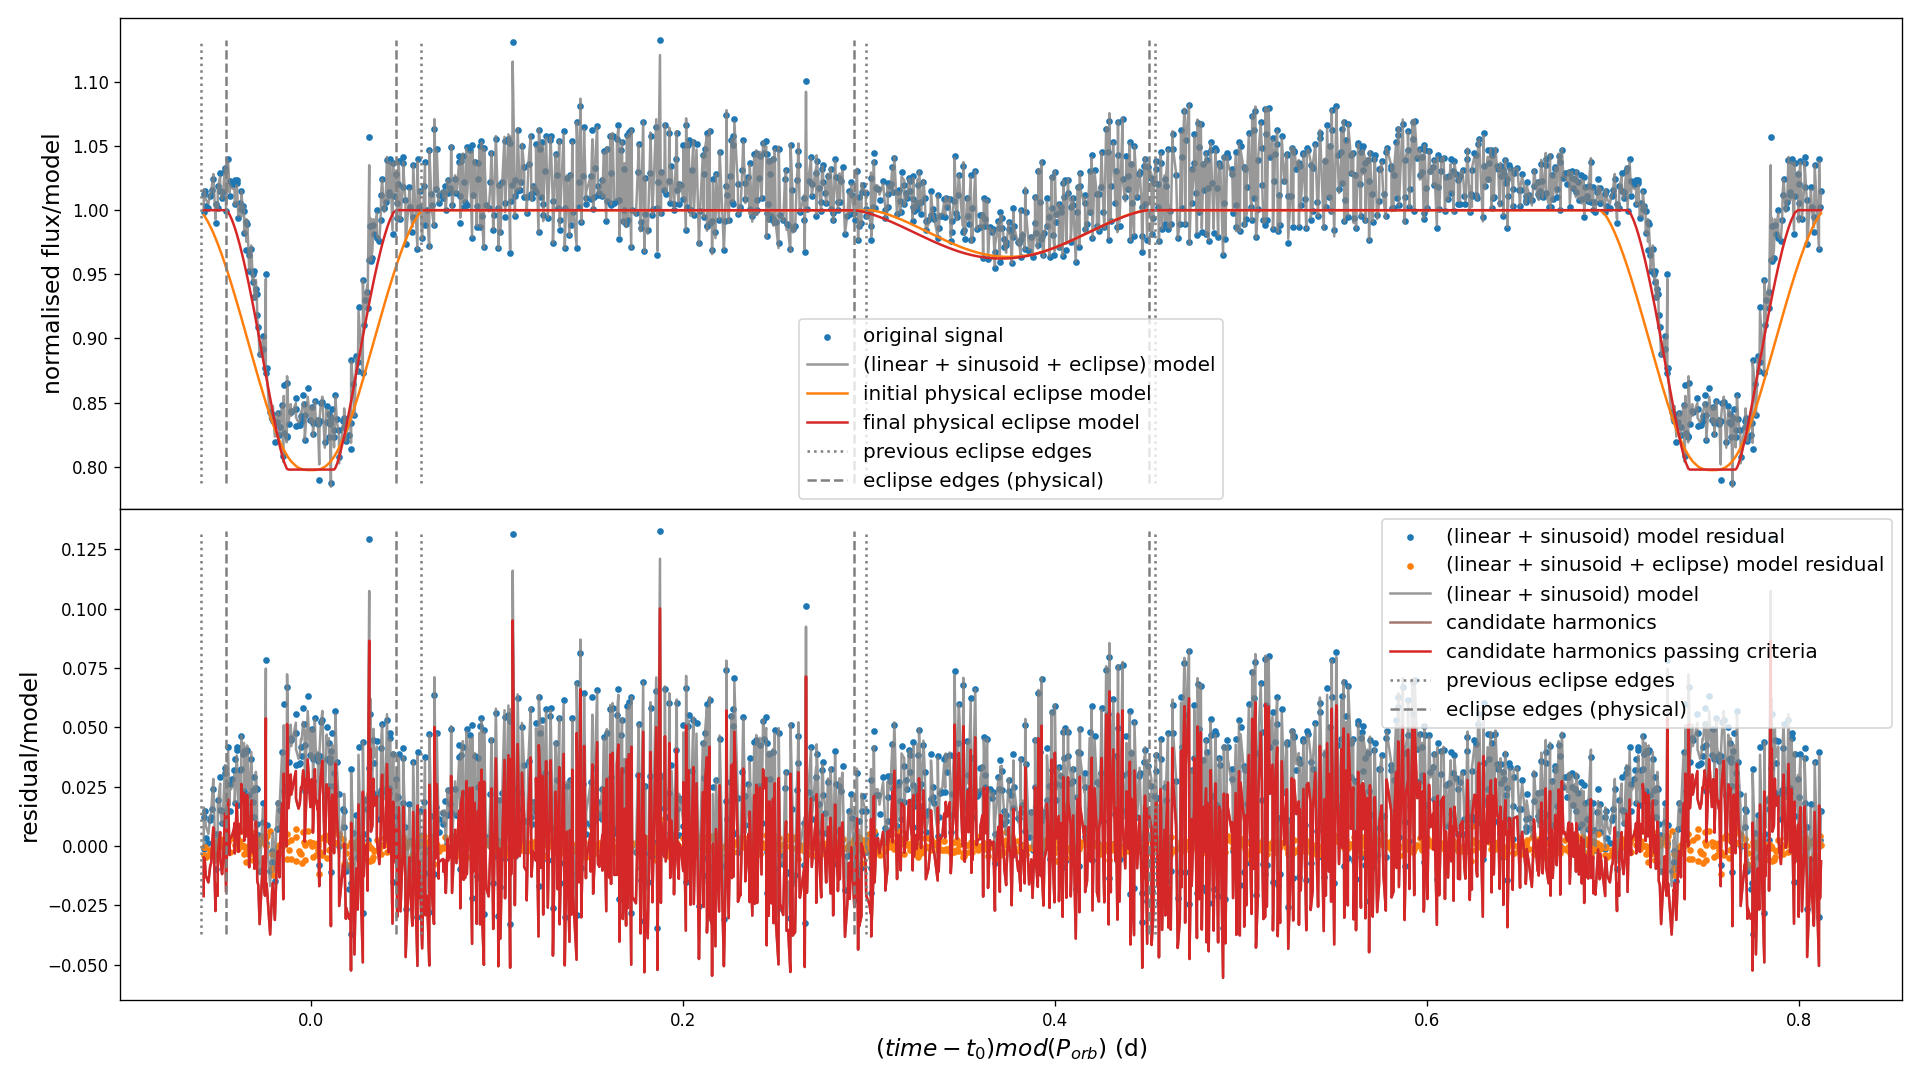 normalised flux/model
1.10
1.05
1.00
0.95
0.90
0.85
0.80
original signal
(linear + sinusoid + eclipse) model
initial physical eclipse model
final physical eclipse model
previous eclipse edges
eclipse edges (physical)
residual/model
0.125
0.100
0.075
0.050
0.025
0.000
−0.025
−0.050
(linear + sinusoid) model residual
(linear + sinusoid + eclipse) model residual
(linear + sinusoid) model
candidate harmonics
candidate harmonics passing criteria
previous eclipse edges
eclipse edges (physical)
0.0 0.2 0.4 0.6 0.8
(time − t₀)mod(P_orb) (d)